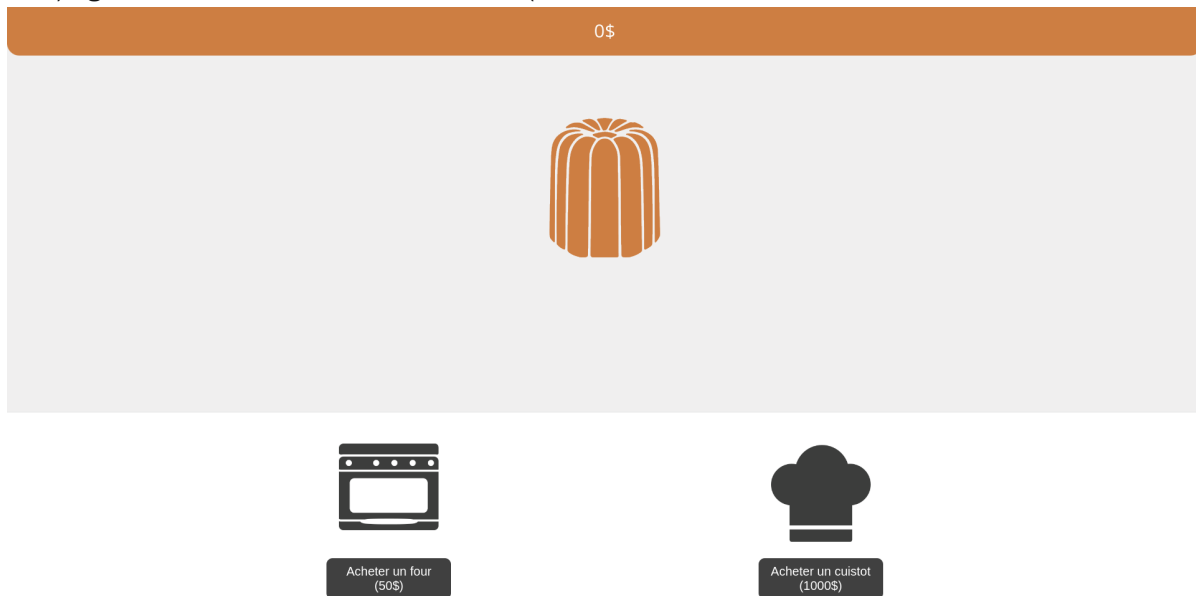 0$
Acheter un four
(50$)
Acheter un cuistot
(1000$)